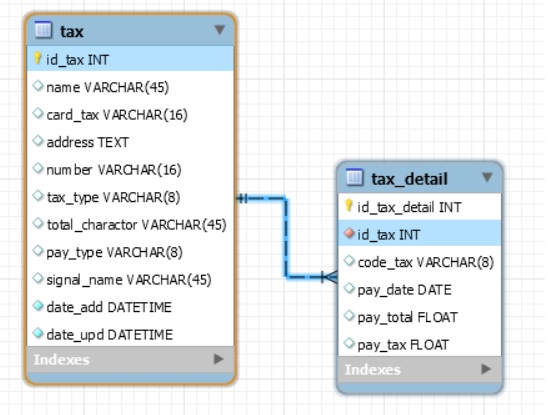 tax
id_tax INT
name VARCHAR(45)
card_tax VARCHAR(16)
address TEXT
number VARCHAR(16)
tax_type VARCHAR(8)
total_charactor VARCHAR(45)
pay_type VARCHAR(8)
signal_name VARCHAR(45)
date_add DATETIME
date_upd DATETIME
Indexes
tax_detail
id_tax_detail INT
id_tax INT
code_tax VARCHAR(8)
pay_date DATE
pay_total FLOAT
pay_tax FLOAT
Indexes